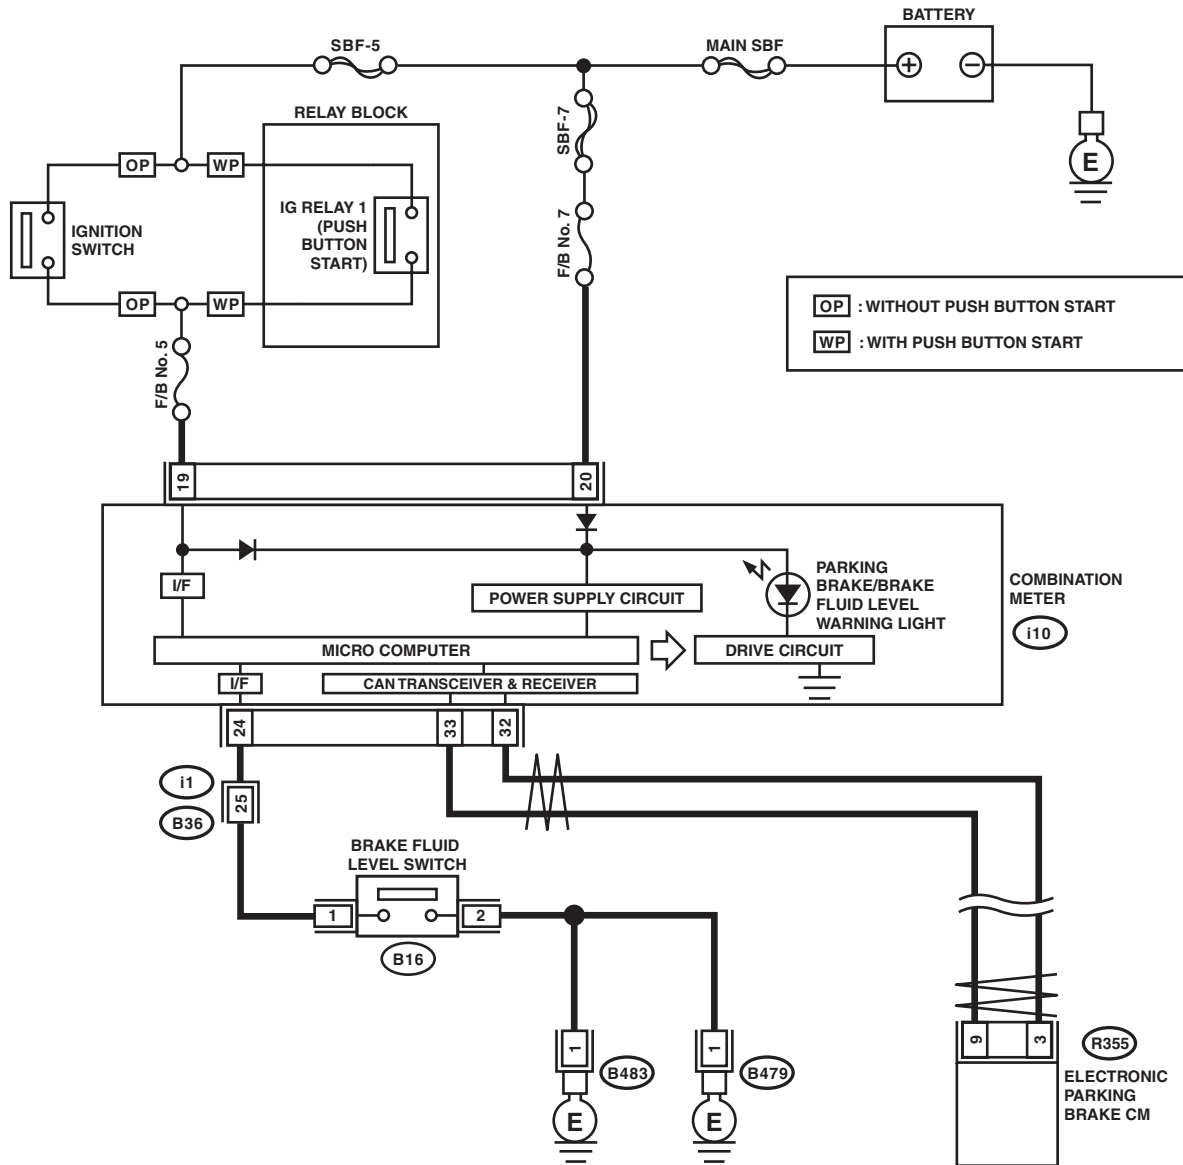 BATTERY
SBF-5
MAIN SBF
+
−
RELAY BLOCK
SBF-7
E
OP
WP
IG RELAY 1
(PUSH
BUTTON
START)
IGNITION
SWITCH
F/B No. 7
OP
WP
OP : WITHOUT PUSH BUTTON START
WP : WITH PUSH BUTTON START
F/B No. 5
19
20
I/F
POWER SUPPLY CIRCUIT
PARKING
BRAKE/BRAKE
FLUID LEVEL
WARNING LIGHT
COMBINATION
METER
i10
MICRO COMPUTER
DRIVE CIRCUIT
I/F
CAN TRANSCEIVER & RECEIVER
24
33
32
i1
25
B36
BRAKE FLUID
LEVEL SWITCH
1
2
B16
1
B483
1
B479
E
E
9
3
R355
ELECTRONIC
PARKING
BRAKE CM